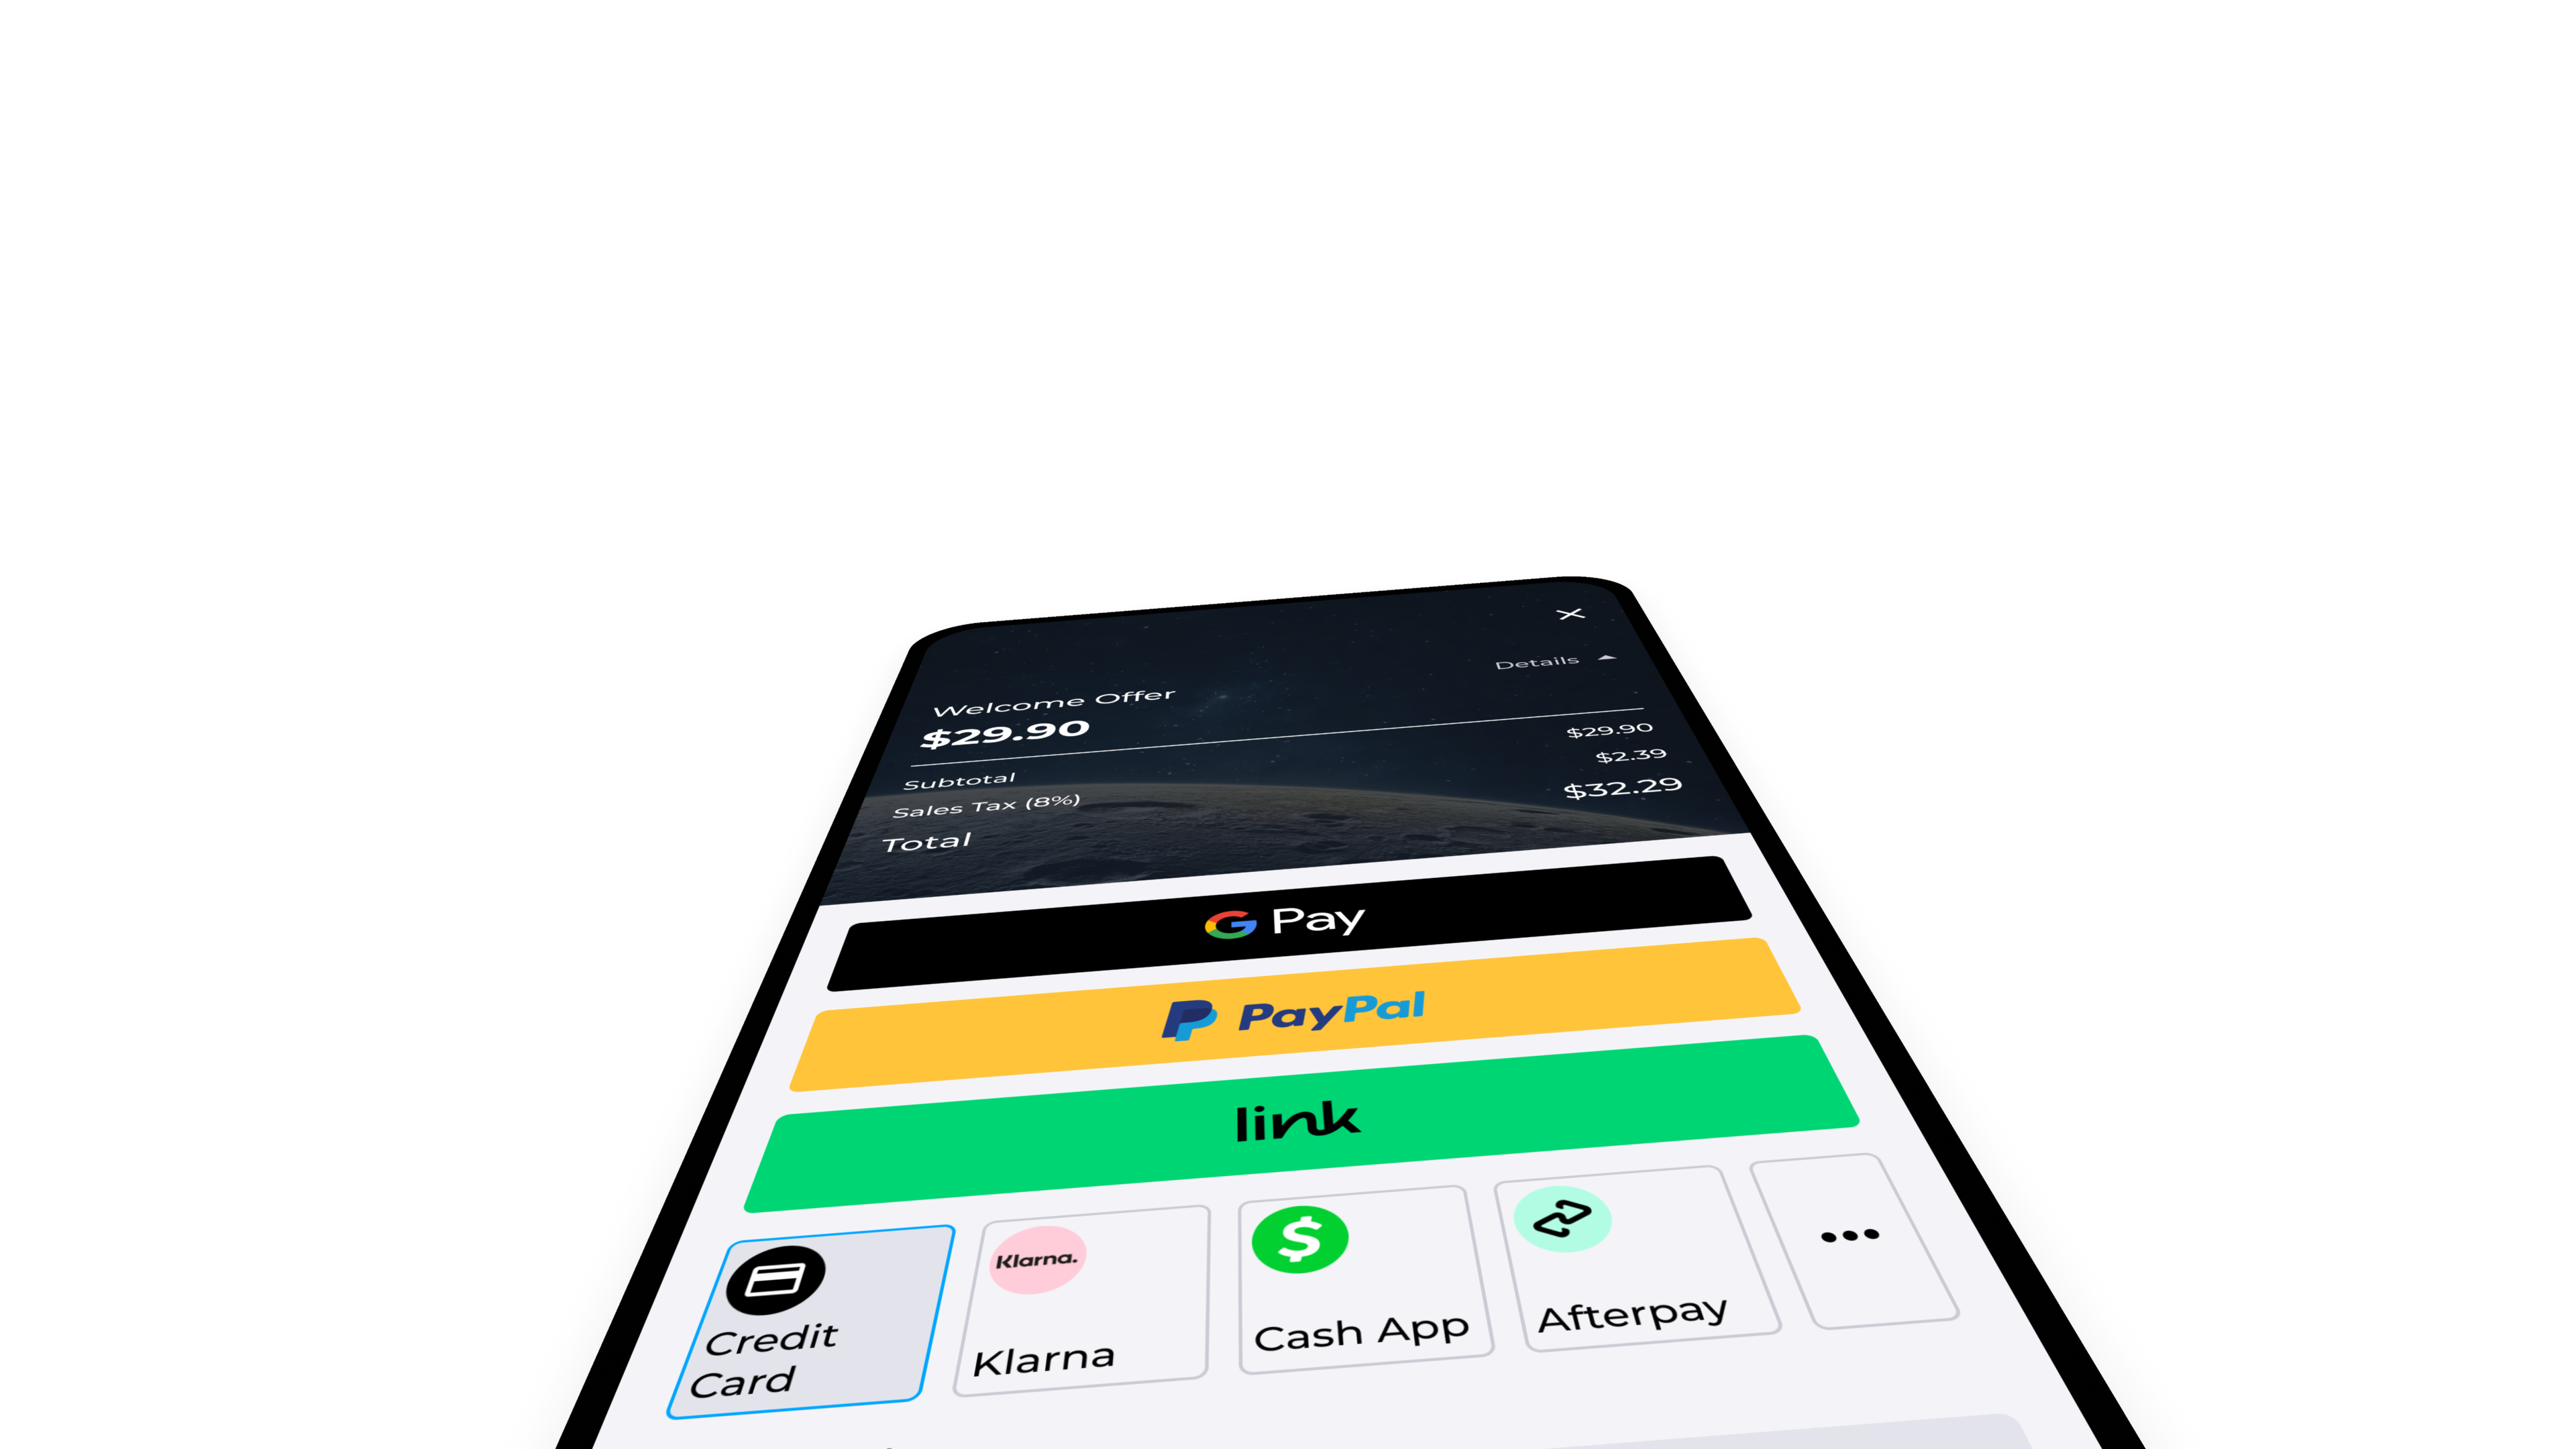 Details
Welcome Offer
$29.90
Subtotal $29.90
Sales Tax (8%) $2.39
Total $32.29
G Pay
PayPal
link
Klarna.
Credit
Card
Klarna
Cash App
Afterpay